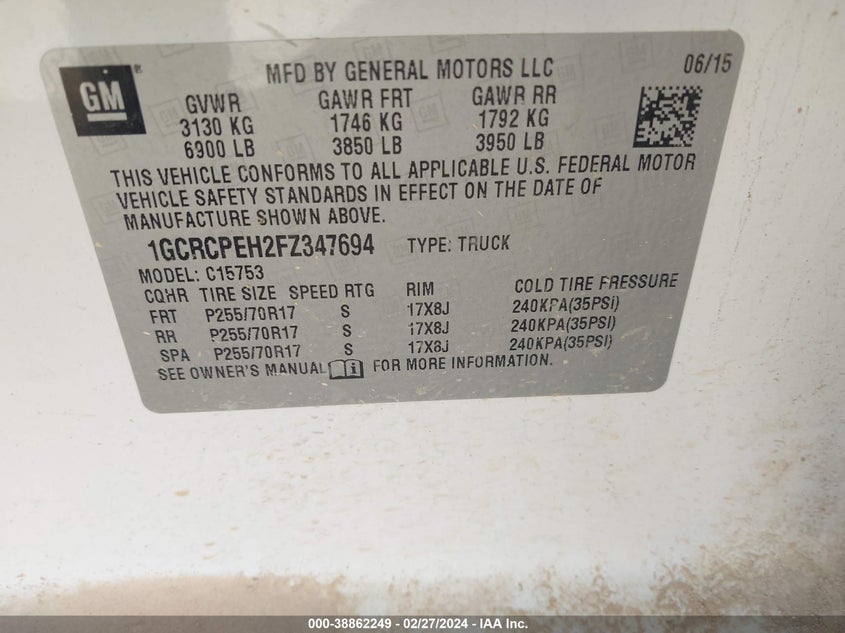 GM
MFD BY GENERAL MOTORS LLC 06/15
GVWR GAWR FRT GAWR RR
3130 KG 1746 KG 1792 KG
6900 LB 3850 LB 3950 LB
THIS VEHICLE CONFORMS TO ALL APPLICABLE U.S. FEDERAL MOTOR
VEHICLE SAFETY STANDARDS IN EFFECT ON THE DATE OF
MANUFACTURE SHOWN ABOVE.
1GCRCPEH2FZ347694 TYPE: TRUCK
MODEL: C15753
CQHR TIRE SIZE SPEED RTG RIM COLD TIRE PRESSURE
FRT P255/70R17 S 17X8J 240KPA(35PSI)
RR P255/70R17 S 17X8J 240KPA(35PSI)
SPA P255/70R17 S 17X8J 240KPA(35PSI)
SEE OWNER'S MANUAL FOR MORE INFORMATION.
000-38862249 - 02/27/2024 - IAA Inc.